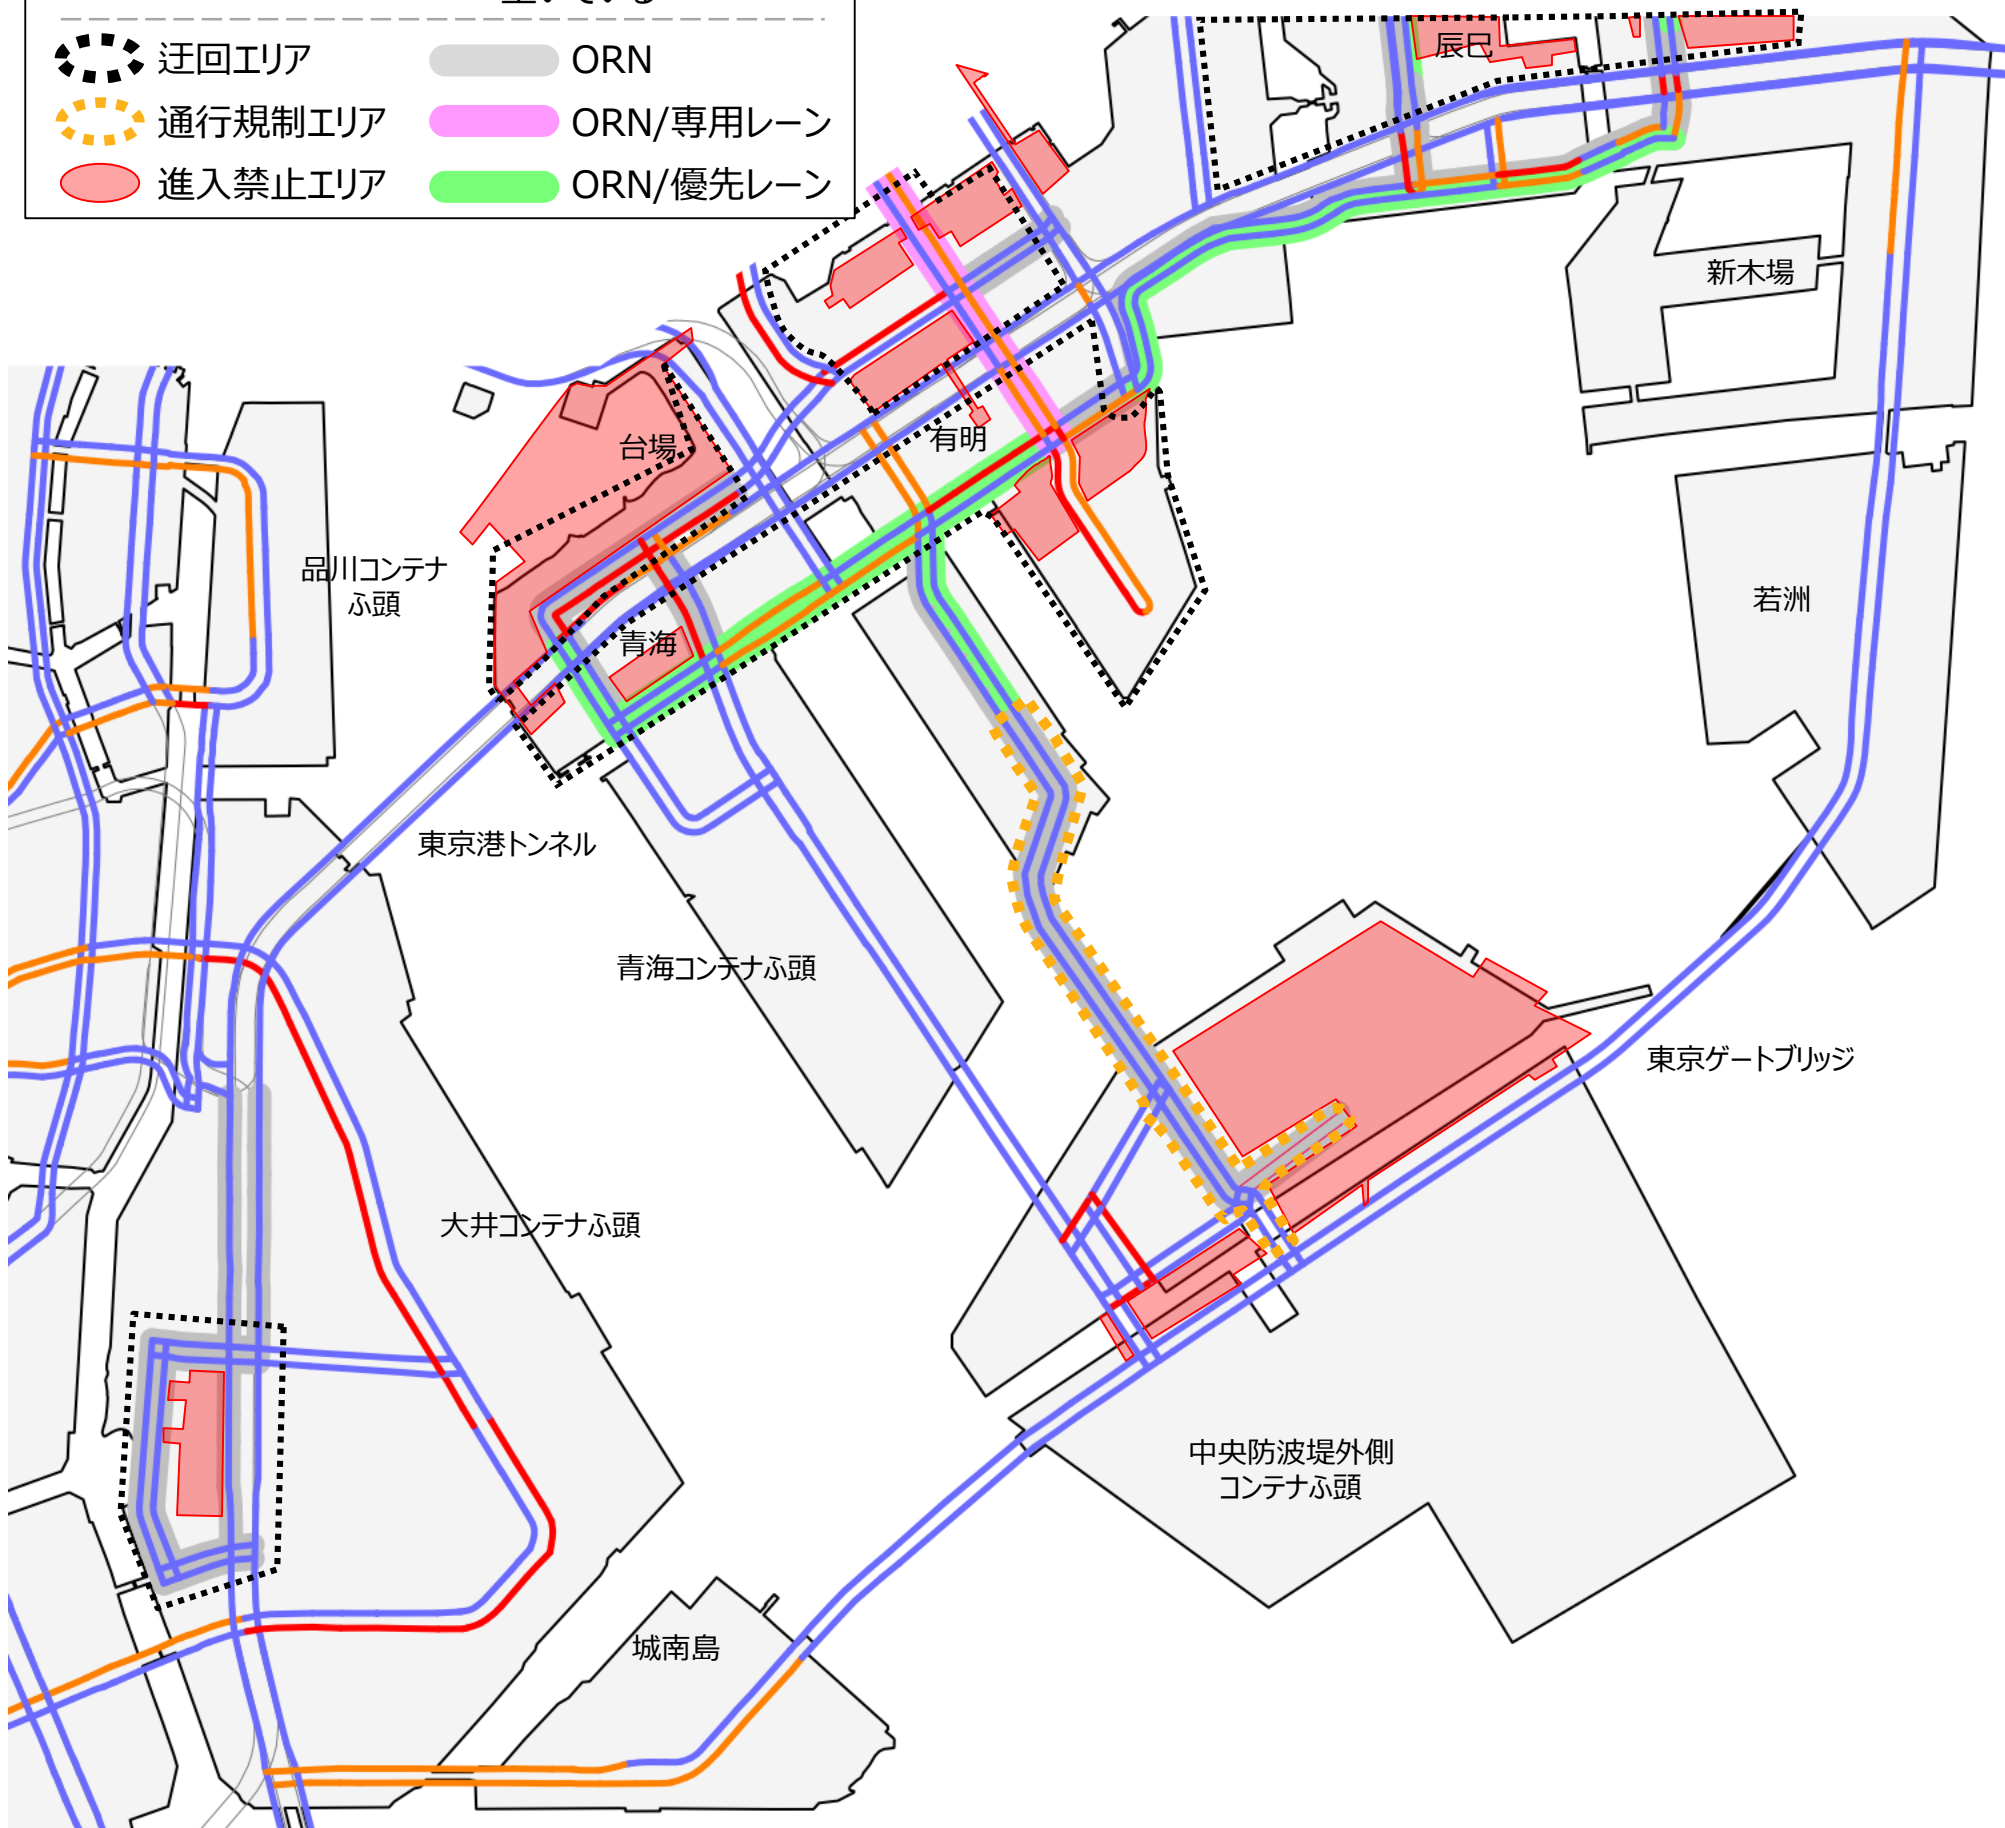 空いている
迂回エリア
ORN
通行規制エリア
ORN/専用レーン
進入禁止エリア
ORN/優先レーン
辰巳
新木場
有明
台場
品川コンテナ
ふ頭
若洲
青海
東京港トンネル
青海コンテナふ頭
東京ゲートブリッジ
大井コンテナふ頭
中央防波堤外側
コンテナふ頭
城南島